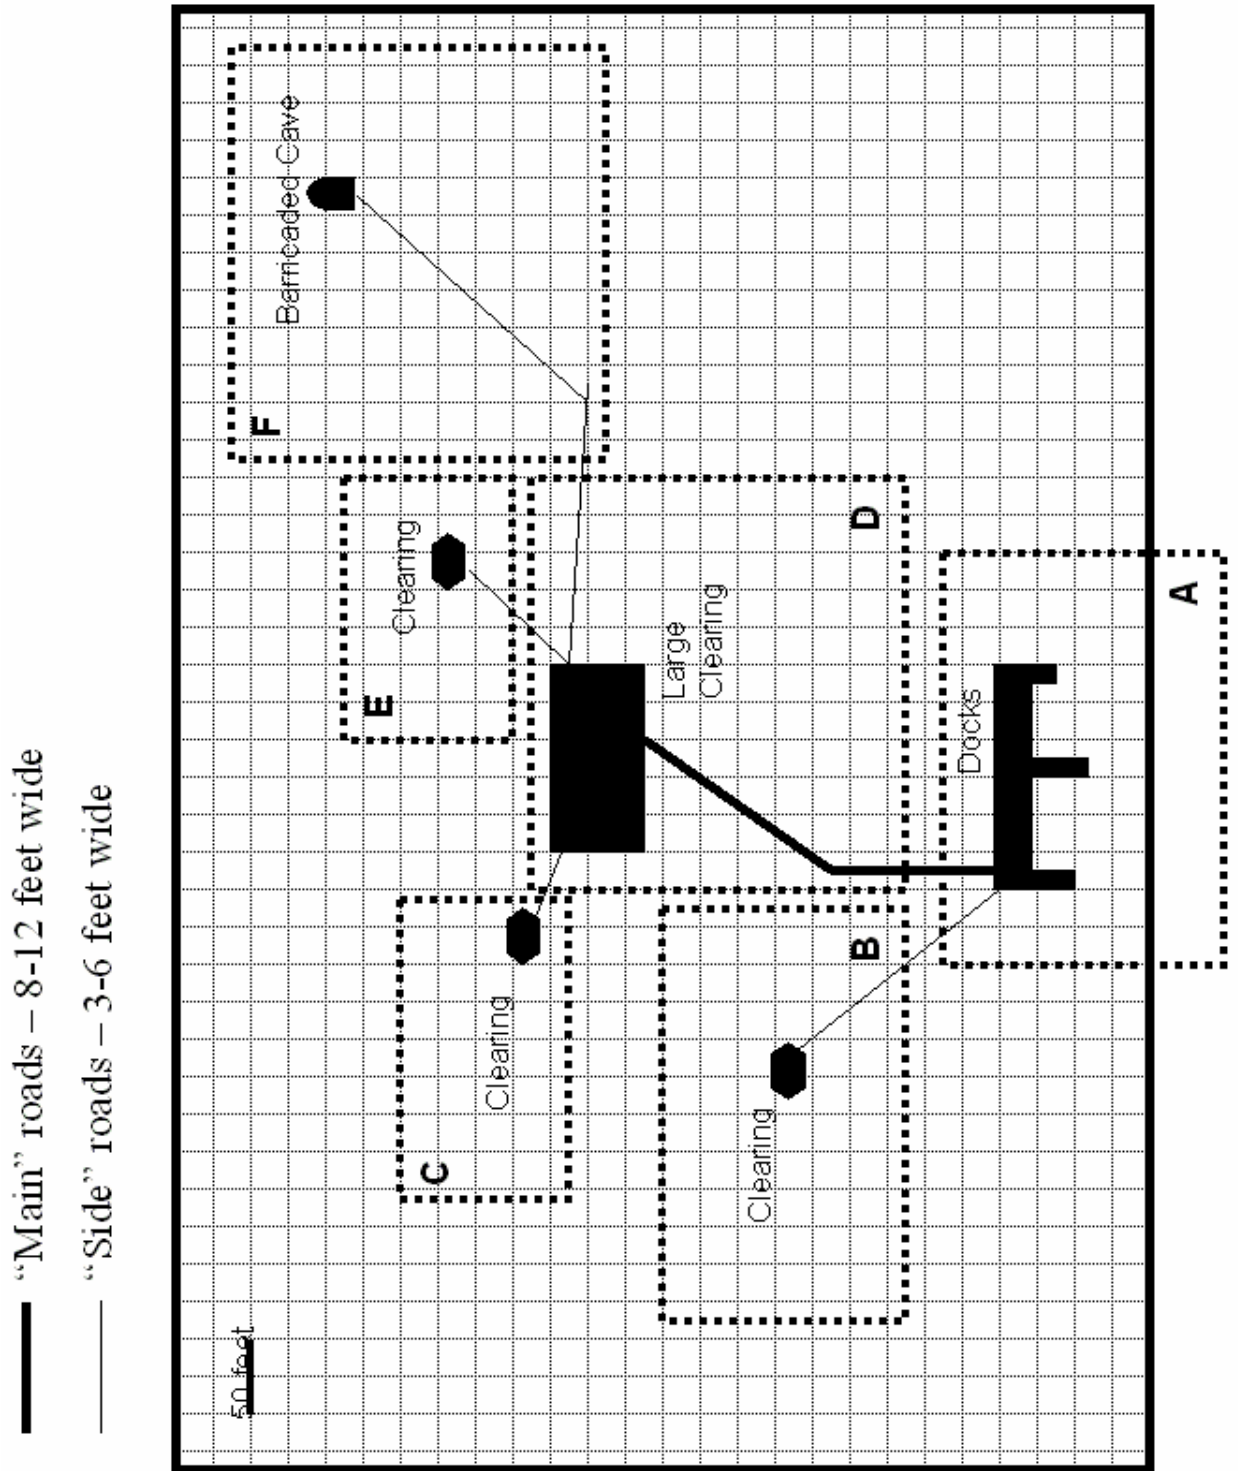 “Main” roads – 8-12 feet wide
“Side” roads – 3-6 feet wide
50 feet
Barricaded Cave
F
Clearing
E
Clearing
C
Large
Clearing
D
Clearing
B
Docks
A